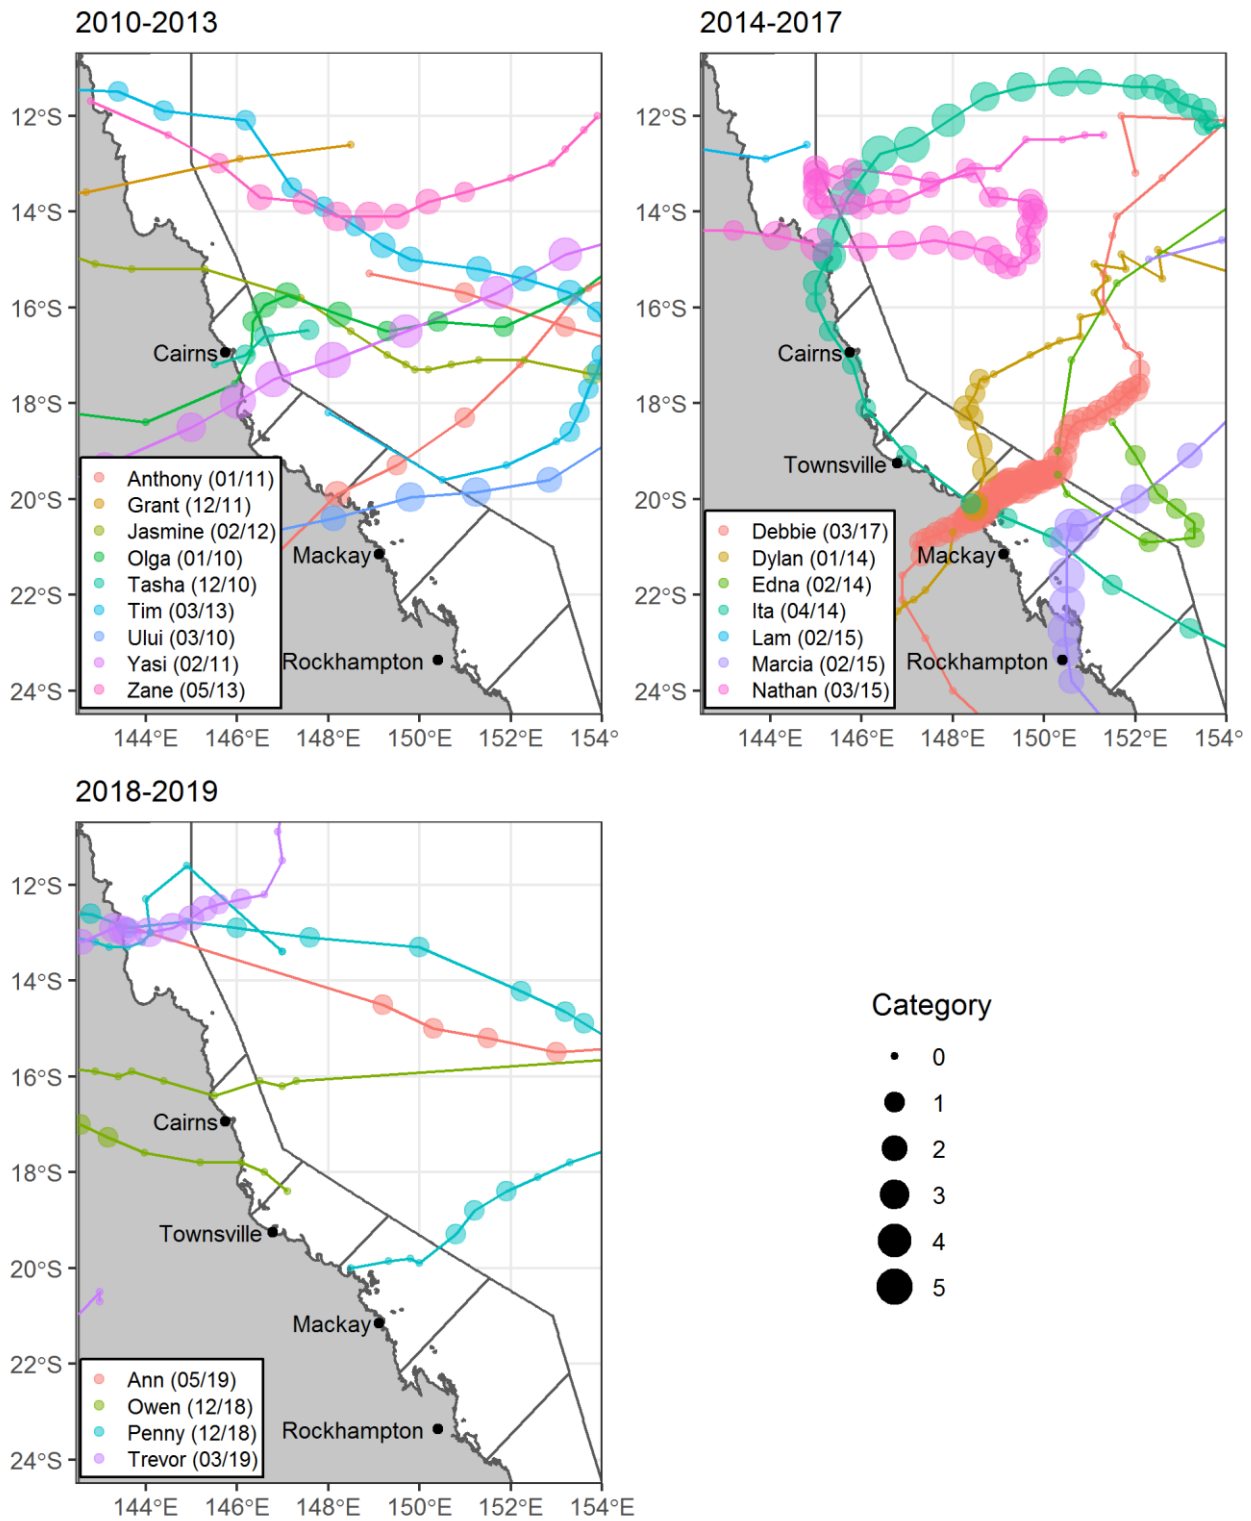 2010-2013
12°S
14°S
16°S
18°S
20°S
22°S
24°S
Cairns
Mackay
Rockhampton
Anthony (01/11)
Grant (12/11)
Jasmine (02/12)
Olga (01/10)
Tasha (12/10)
Tim (03/13)
Ului (03/10)
Yasi (02/11)
Zane (05/13)
144°E 146°E 148°E 150°E 152°E 154°
2014-2017
12°S
14°S
16°S
18°S
20°S
22°S
24°S
Cairns
Townsville
Mackay
Rockhampton
Debbie (03/17)
Dylan (01/14)
Edna (02/14)
Ita (04/14)
Lam (02/15)
Marcia (02/15)
Nathan (03/15)
144°E 146°E 148°E 150°E 152°E 154°
2018-2019
12°S
14°S
16°S
18°S
20°S
22°S
24°S
Cairns
Townsville
Mackay
Rockhampton
Ann (05/19)
Owen (12/18)
Penny (12/18)
Trevor (03/19)
144°E 146°E 148°E 150°E 152°E 154°E
Category
0
1
2
3
4
5